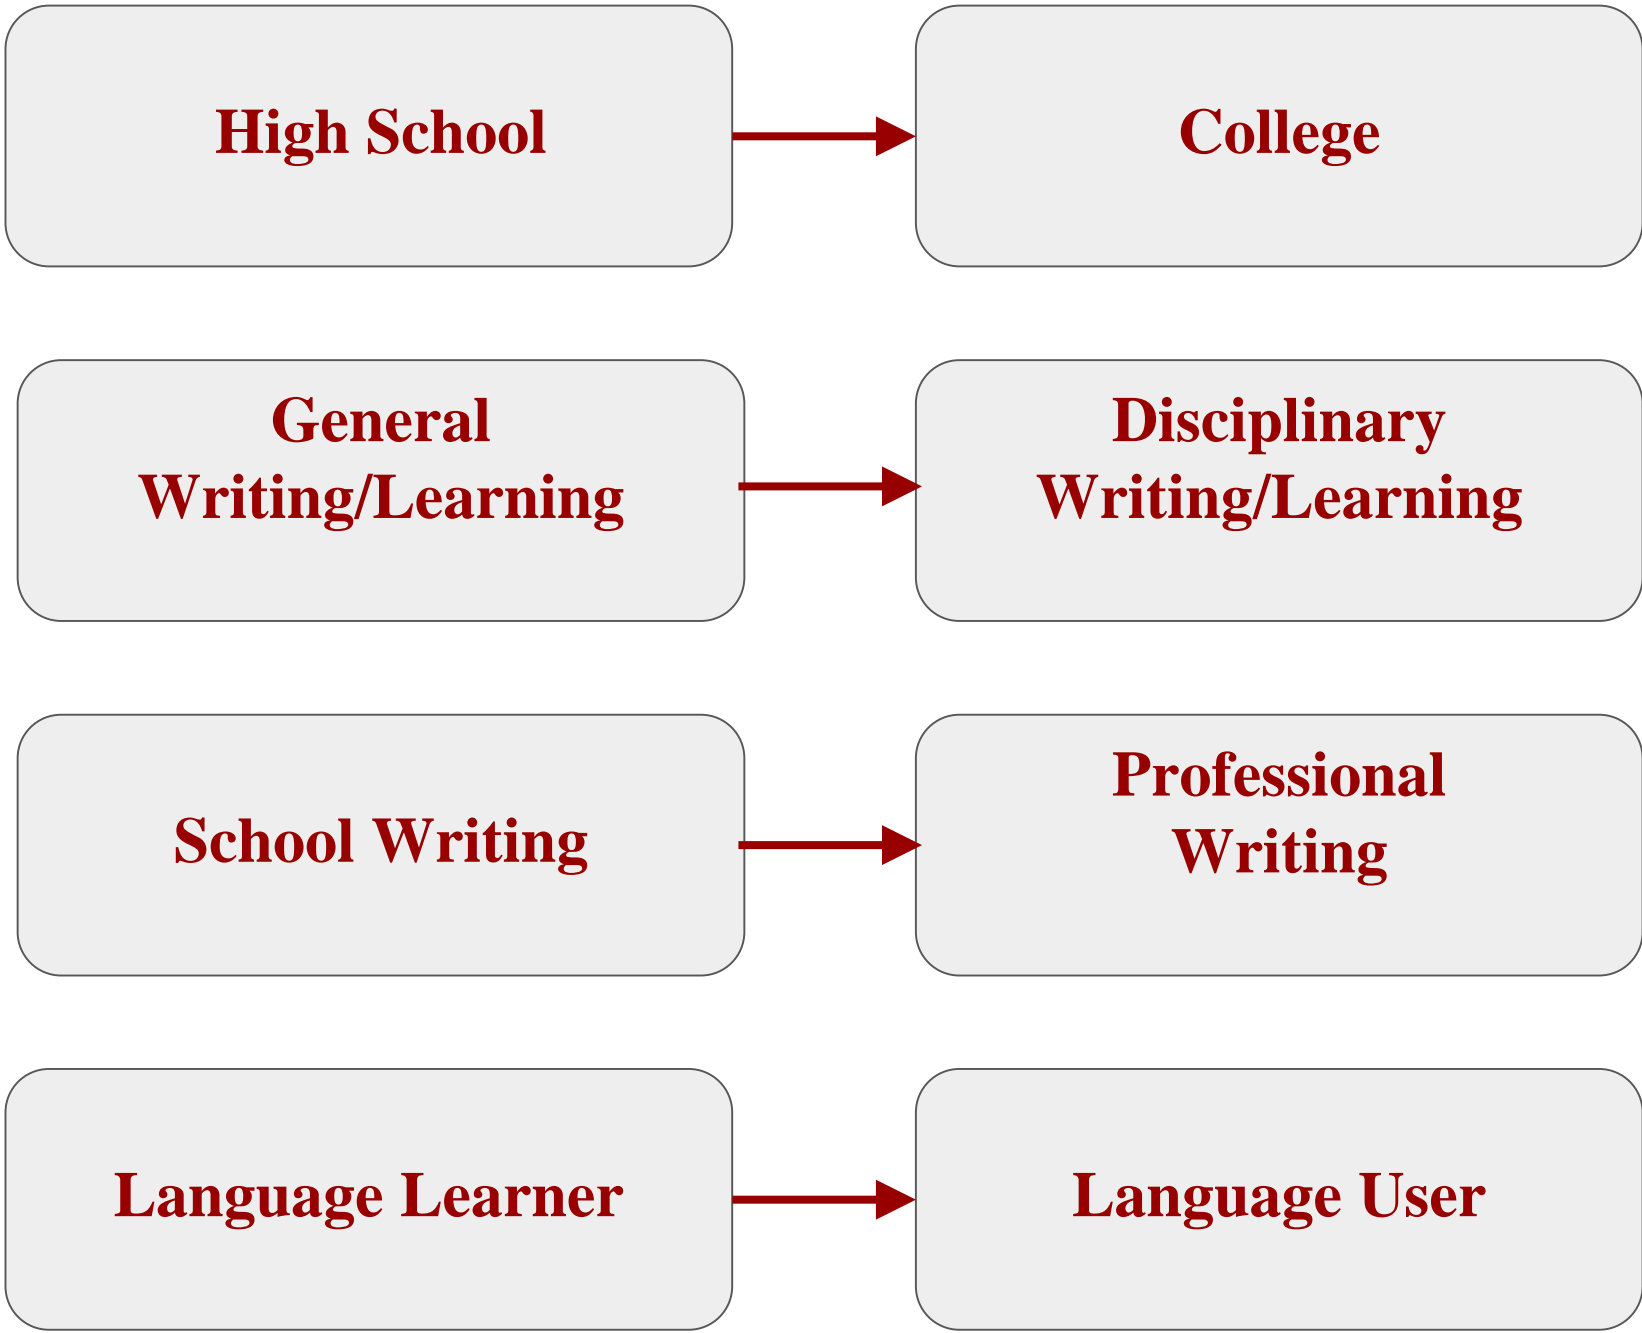 High School
College
General
Writing/Learning
Disciplinary
Writing/Learning
School Writing
Professional
Writing
Language Learner
Language User